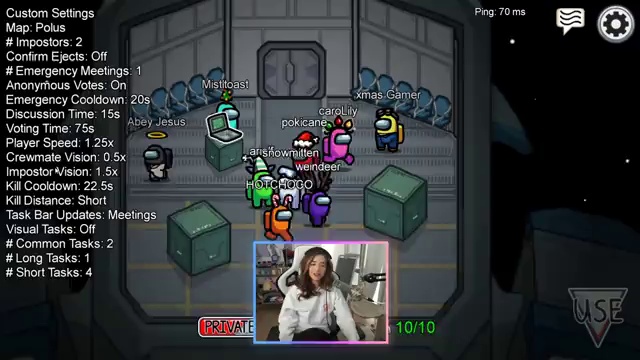 Custom Settings
Map: Polus
# Impostors: 2
Confirm Ejects: Off
# Emergency Meetings: 1
Anonymous Votes: On
Emergency Cooldown: 20s
Discussion Time: 15s
Voting Time: 75s
Player Speed: 1.25x
Crewmate Vision: 0.5x
Impostor Vision: 1.5x
Kill Cooldown: 22.5s
Kill Distance: Short
Task Bar Updates: Meetings
Visual Tasks: Off
# Common Tasks: 2
# Long Tasks: 1
# Short Tasks: 4
Ping: 70 ms
Mistltoast
xmas Gamer
caroLily
Abey Jesus
pokicane
snowmitten
weindeer
HOTCHOCO
PRIVATE
10/10
USE